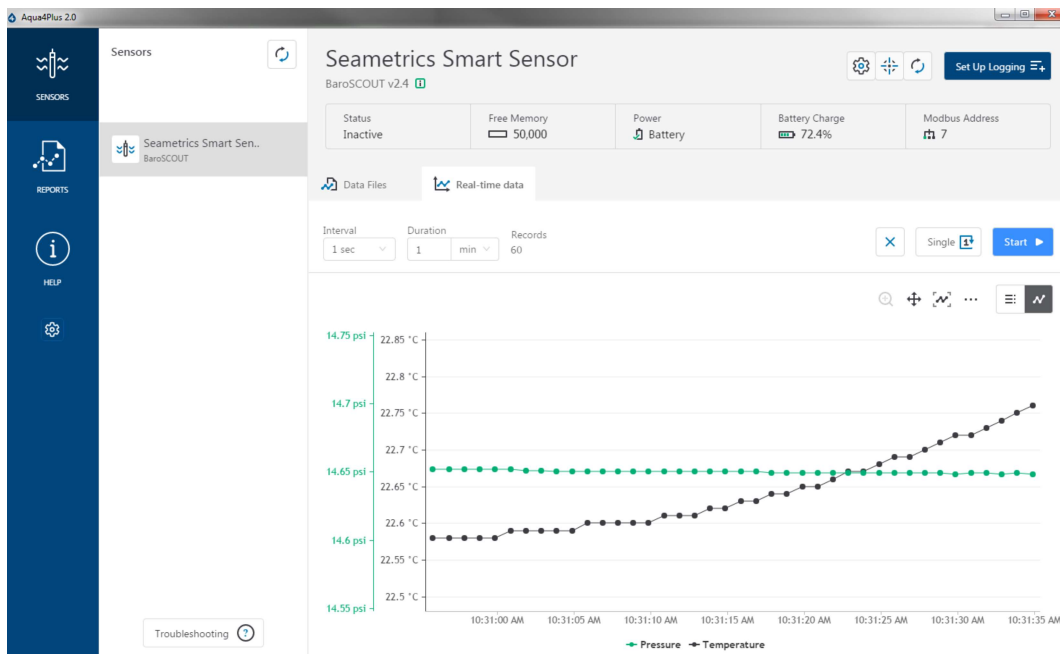 Aqua4Plus 2.0
SENSORS
REPORTS
HELP
Sensors
Seametrics Smart Sen..
BaroSCOUT
Troubleshooting ?
Seametrics Smart Sensor
BaroSCOUT v2.4
Set Up Logging
Status
Inactive
Free Memory
50,000
Power
Battery
Battery Charge
72.4%
Modbus Address
7
Data Files
Real-time data
Interval
1 sec
Duration
1 min
Records
60
Single 1
Start
14.75 psi
14.7 psi
14.65 psi
14.6 psi
14.55 psi
22.85 °C
22.8 °C
22.75 °C
22.7 °C
22.65 °C
22.6 °C
22.55 °C
22.5 °C
10:31:00 AM 10:31:05 AM 10:31:10 AM 10:31:15 AM 10:31:20 AM 10:31:25 AM 10:31:30 AM 10:31:35 AM
Pressure Temperature